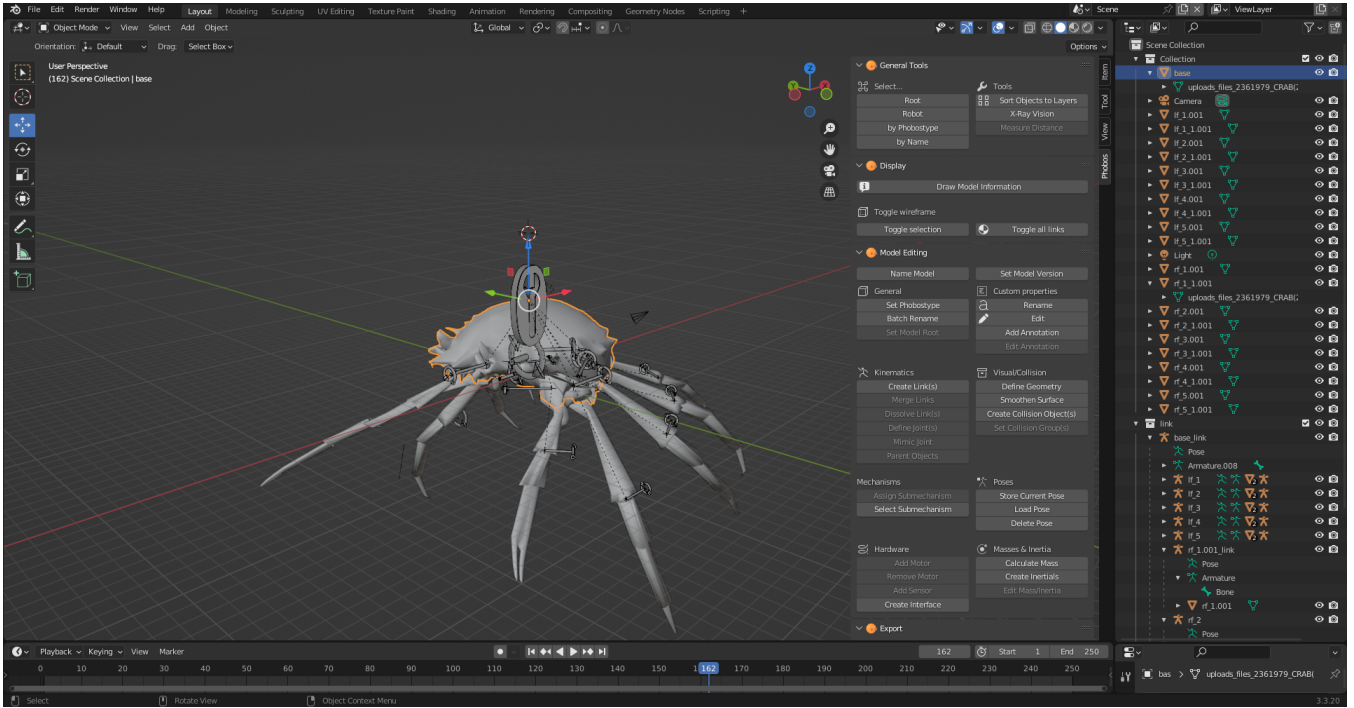 File Edit Render Window Help Layout Modeling Sculpting UV Editing Texture Paint Shading Animation Rendering Compositing Geometry Nodes Scripting + Scene ViewLayer
Object Mode View Select Add Object Global
Orientation: Default Drag: Select Box Options
User Perspective
(162) Scene Collection | base
Z
Y
X
General Tools
Select... Tools
Root Sort Objects to Layers
Robot X-Ray Vision
by Phobostype Measure Distance
by Name
Display
Draw Model Information
Toggle wireframe
Toggle selection Toggle all links
Model Editing
Name Model Set Model Version
General Custom properties
Set Phobostype Rename
Batch Rename Edit
Set Model Root Add Annotation
Edit Annotation
Kinematics Visual/Collision
Create Link(s) Define Geometry
Merge Links Smoothen Surface
Dissolve Link(s) Create Collision Object(s)
Define Joint(s) Set Collision Group(s)
Mimic Joint
Parent Objects
Mechanisms Poses
Assign Submechanism Store Current Pose
Select Submechanism Load Pose
Delete Pose
Hardware Masses & Inertia
Add Motor Calculate Mass
Remove Motor Create Inertials
Add Sensor Edit Mass/Inertia
Create Interface
Export
Item
Tool
View
Phobos
Scene Collection
Collection
base
uploads_files_2361979_CRAB(2
Camera
lf_1.001
lf_1_1.001
lf_2.001
lf_2_1.001
lf_3.001
lf_3_1.001
lf_4.001
lf_4_1.001
lf_5.001
lf_5_1.001
Light
rf_1.001
rf_1_1.001
uploads_files_2361979_CRAB(2
rf_2.001
rf_2_1.001
rf_3.001
rf_3_1.001
rf_4.001
rf_4_1.001
rf_5.001
rf_5_1.001
link
base_link
Pose
Armature.008
lf_1 2
lf_2 2
lf_3 2
lf_4 2
lf_5 2
rf_1.001_link
Pose
Armature
Bone
rf_1.001
rf_2
Pose
Playback Keying View Marker 162 Start 1 End 250
0 10 20 30 40 50 60 70 80 90 100 110 120 130 140 150 162 170 180 190 200 210 220 230 240 250
bas > uploads_files_2361979_CRAB(
Select Rotate View Object Context Menu 3.3.20